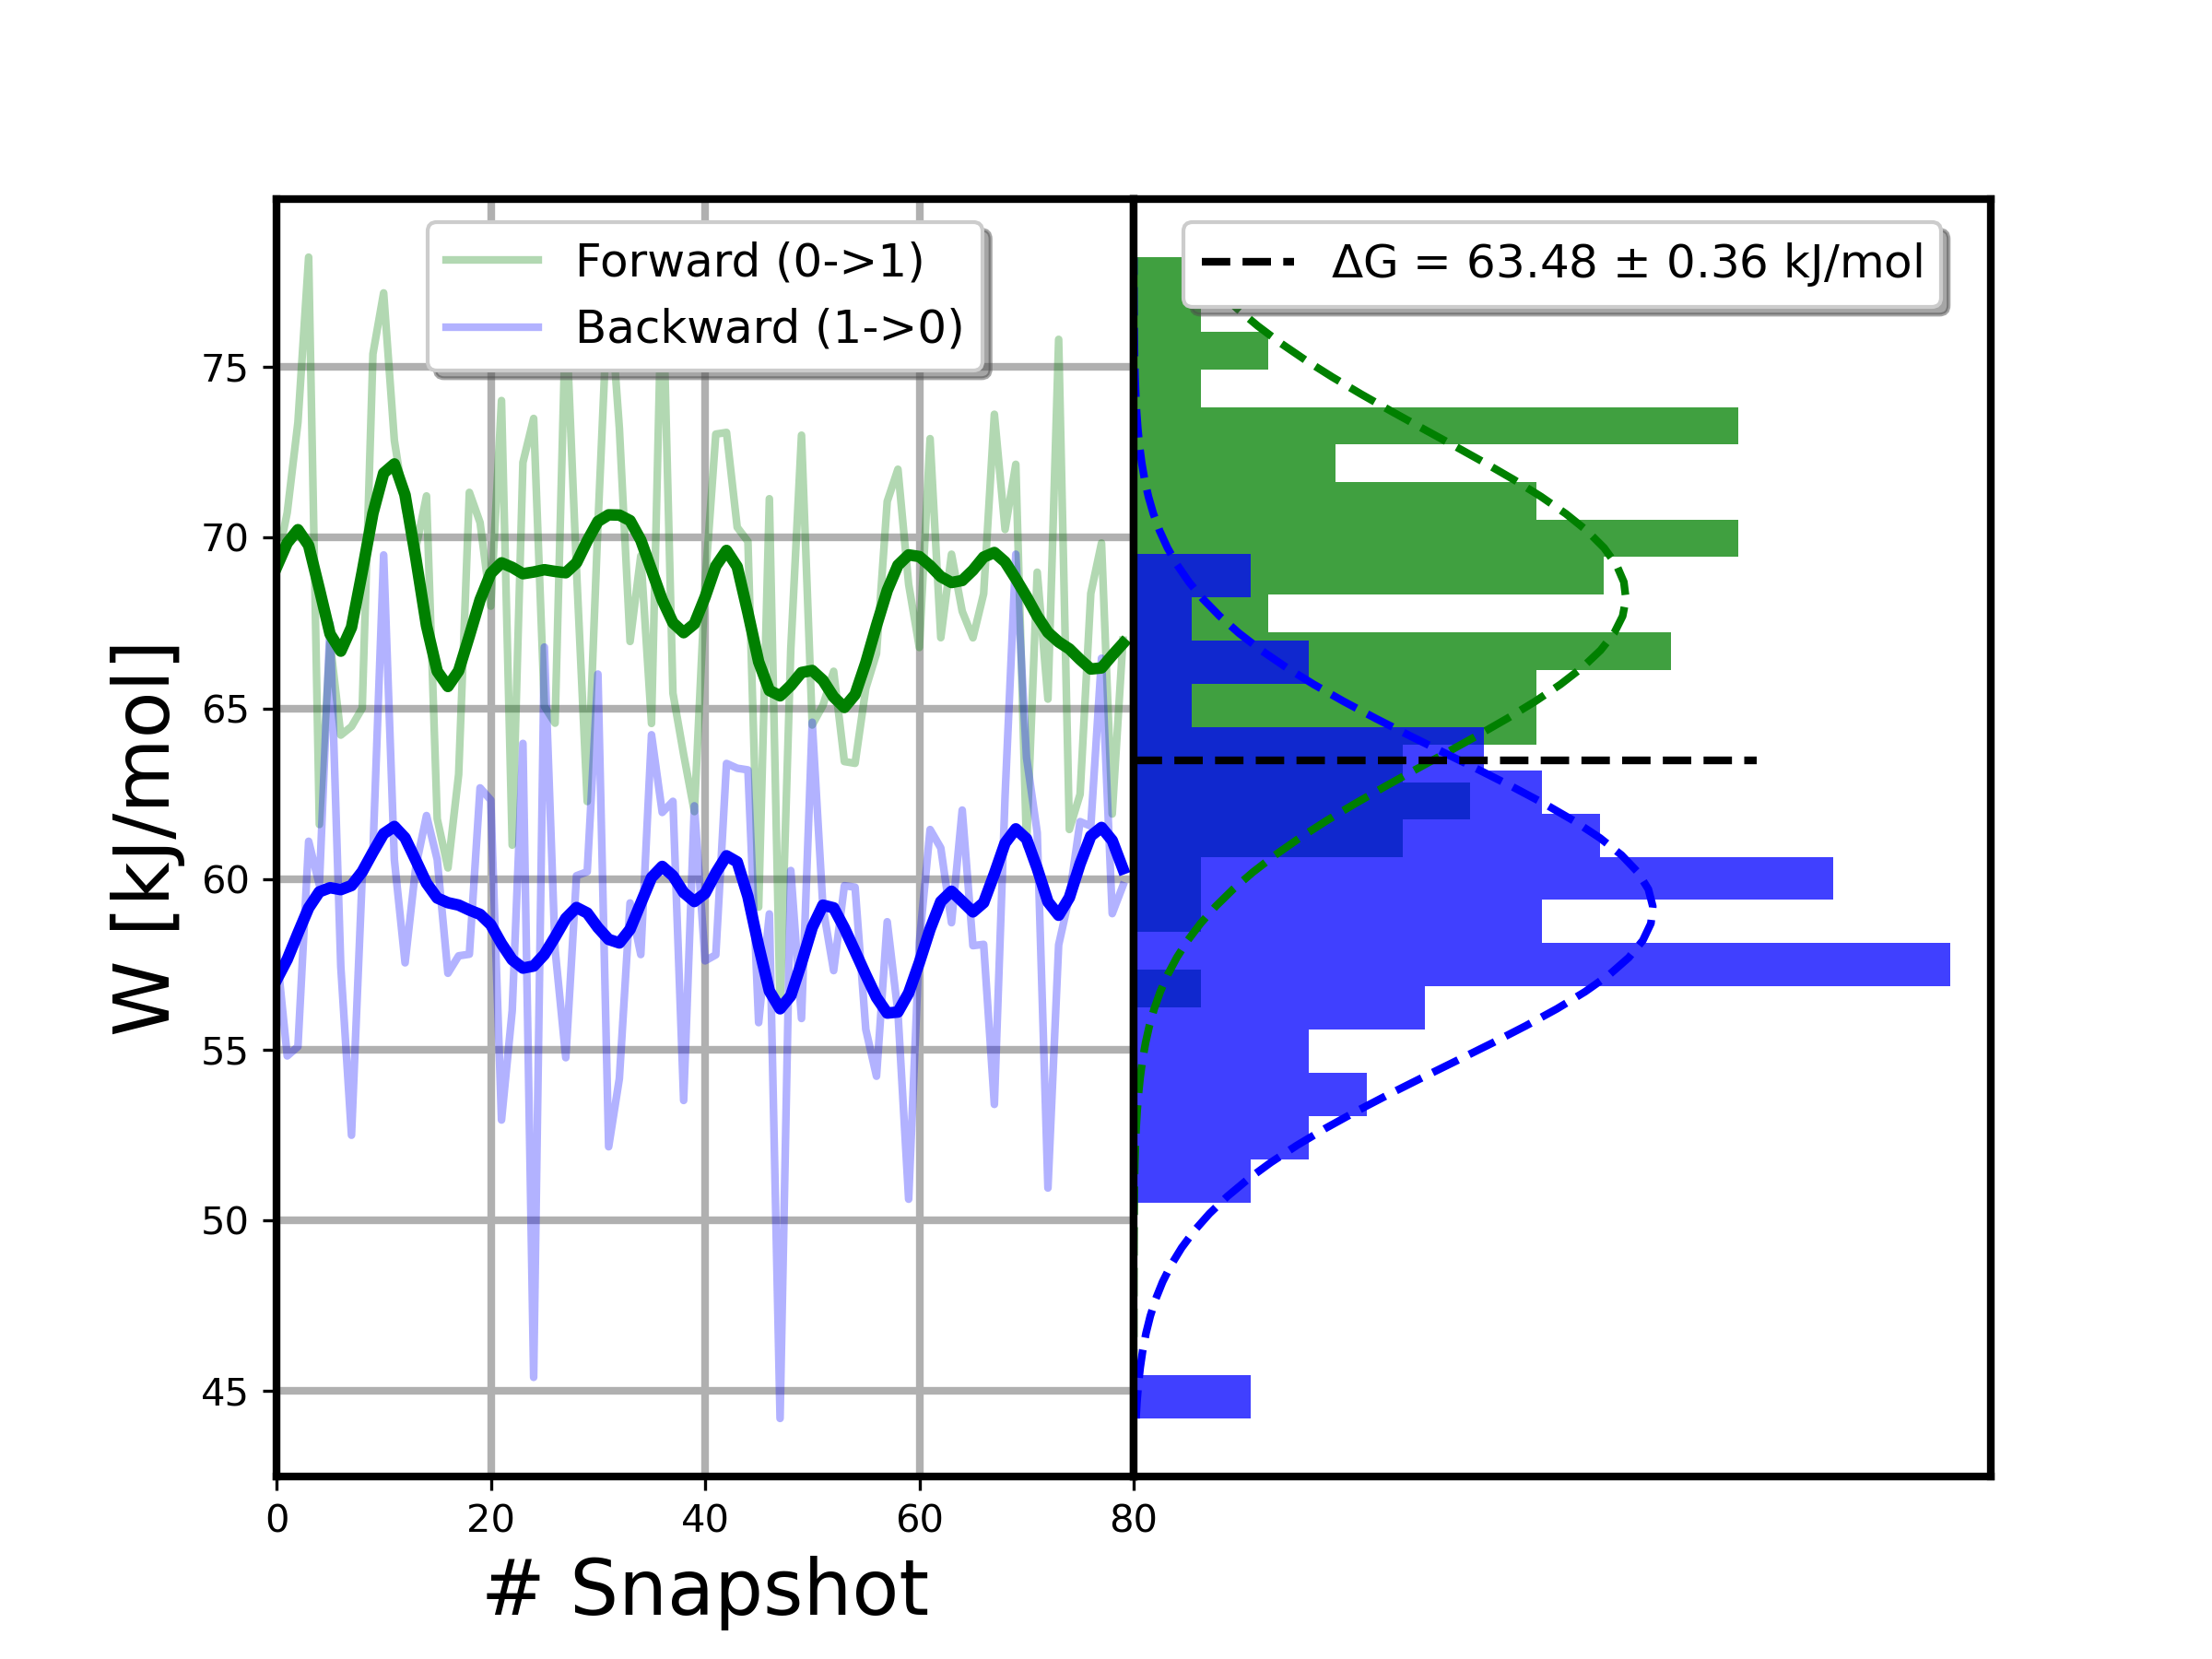 Forward (0->1)
Backward (1->0)
ΔG = 63.48 ± 0.36 kJ/mol
W [kJ/mol]
75
70
65
60
55
50
45
0 20 40 60 80
# Snapshot